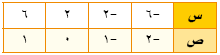 س -٦ -٢ ٢ ٦
ص -٢ -١ ٠ ١